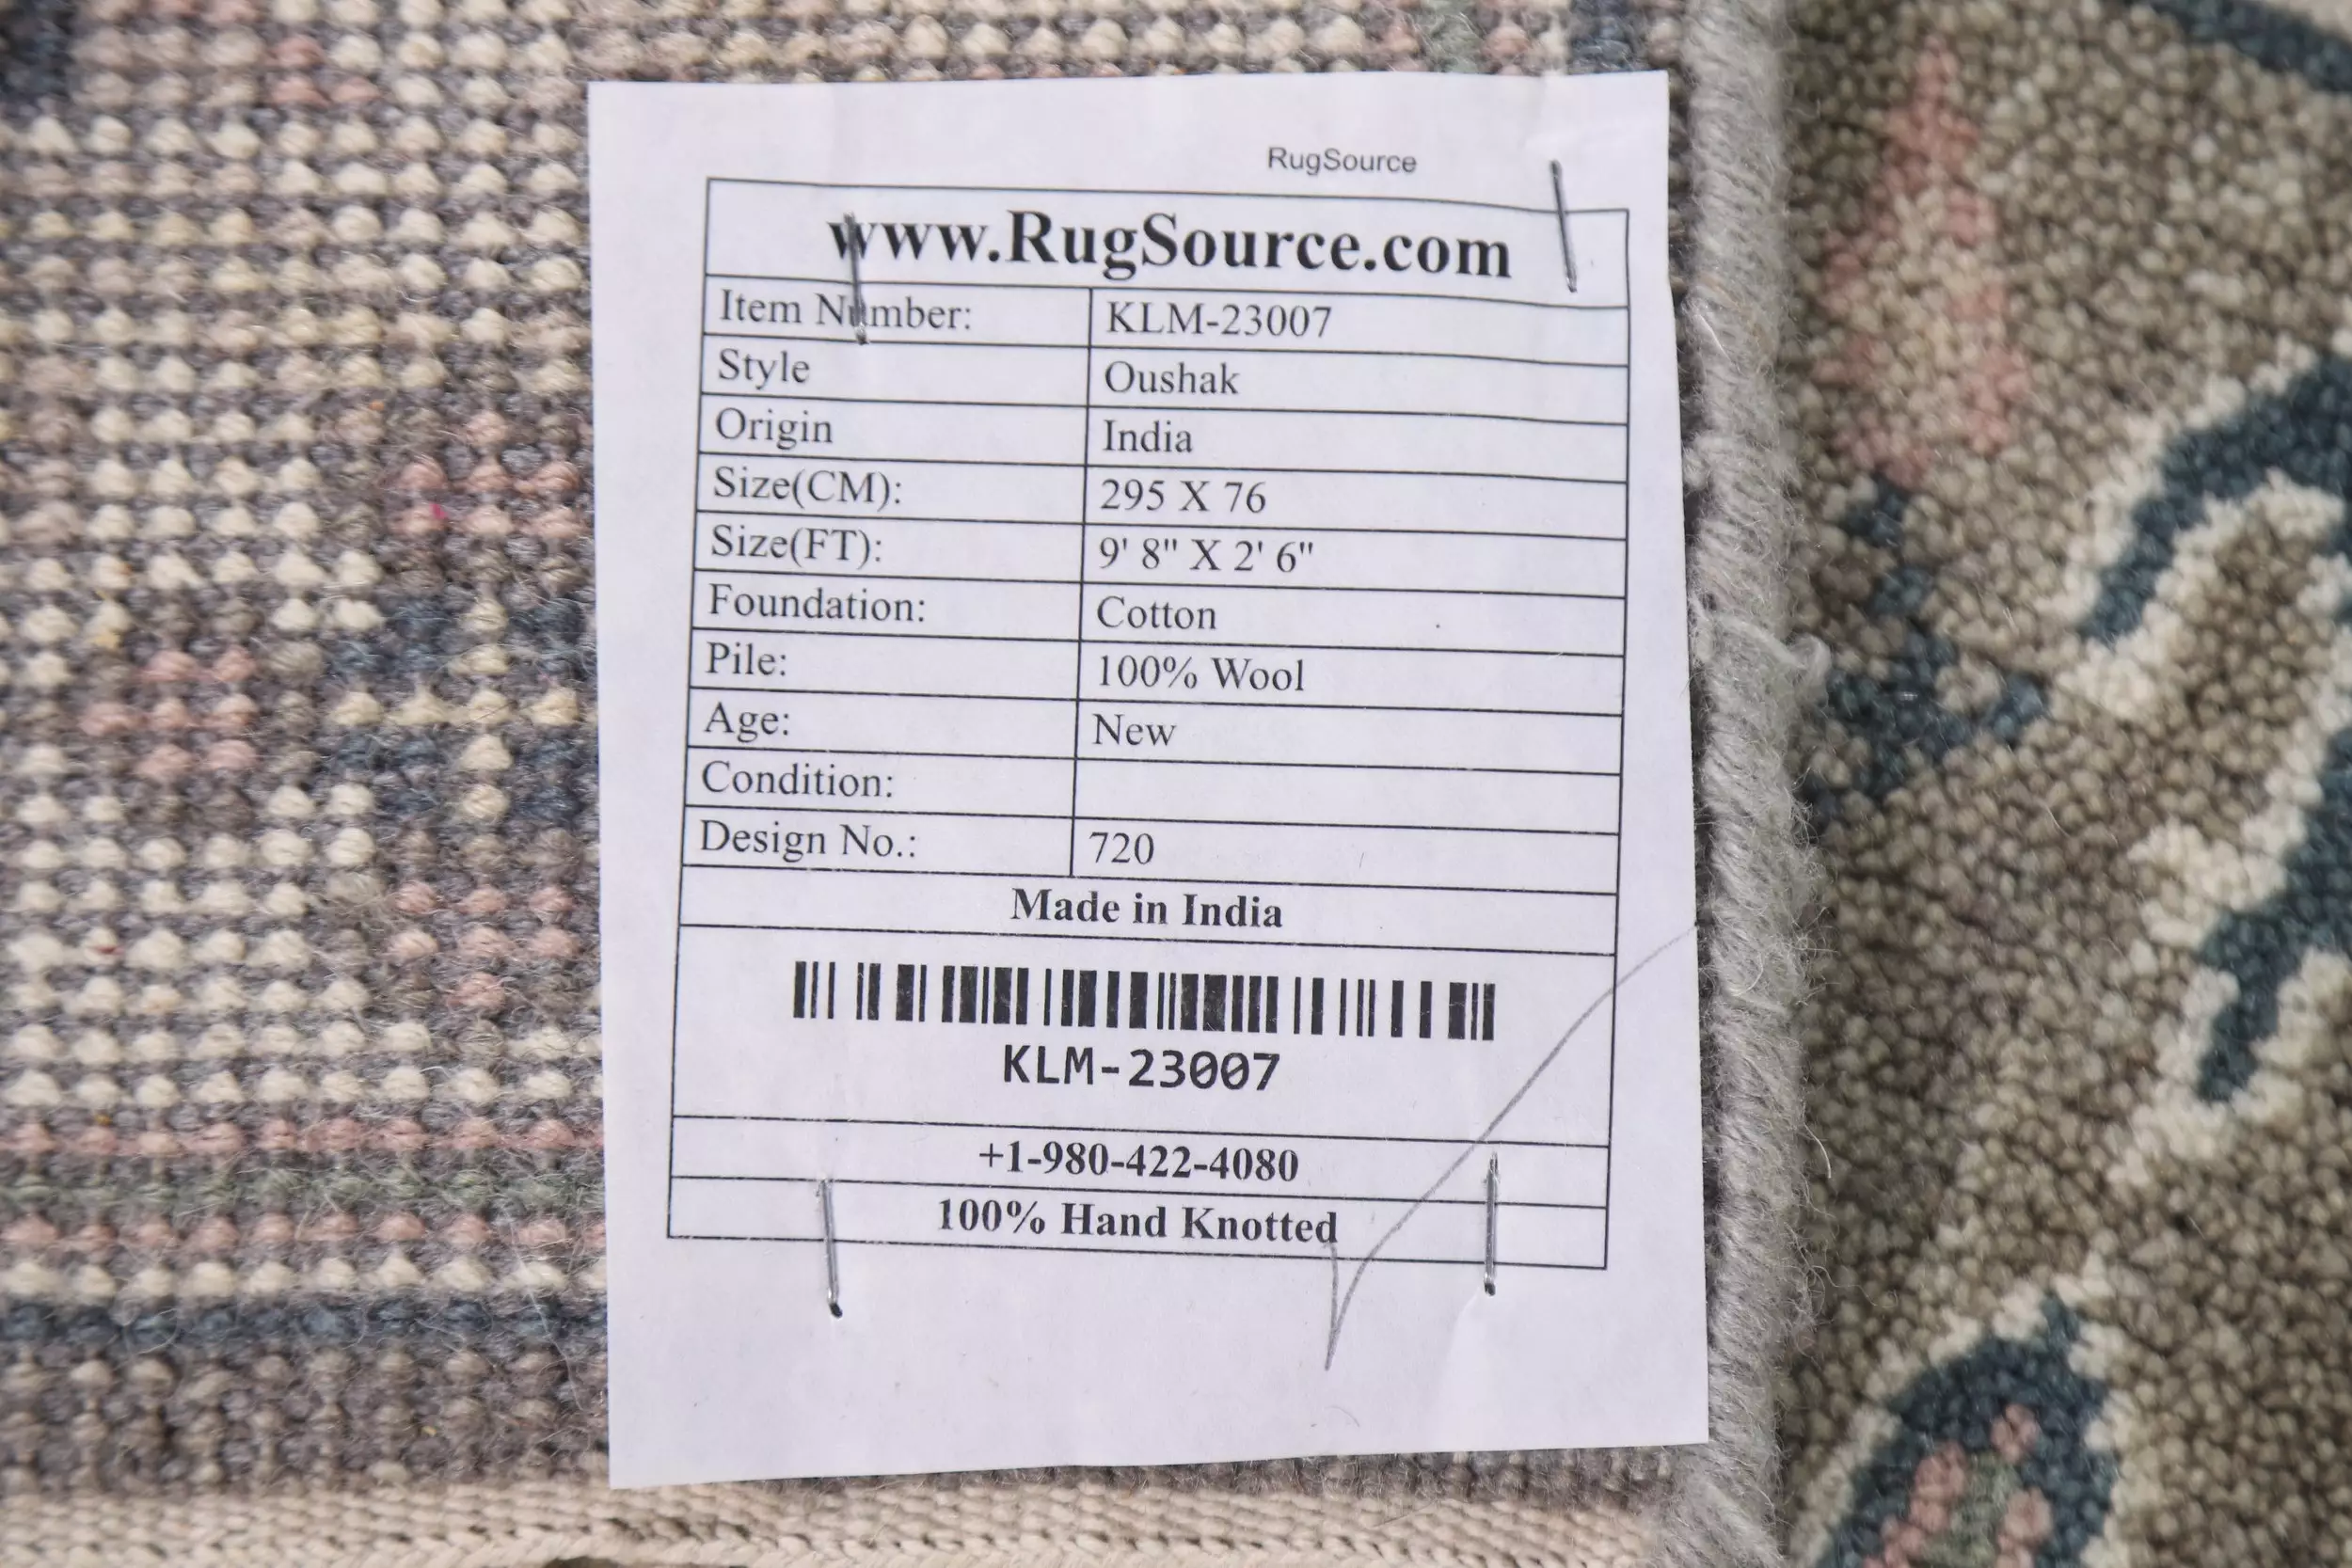 RugSource
www.RugSource.com
Item Number: KLM-23007
Style Oushak
Origin India
Size(CM): 295 X 76
Size(FT): 9' 8" X 2' 6"
Foundation: Cotton
Pile: 100% Wool
Age: New
Condition:
Design No.: 720
Made in India
KLM-23007
+1-980-422-4080
100% Hand Knotted